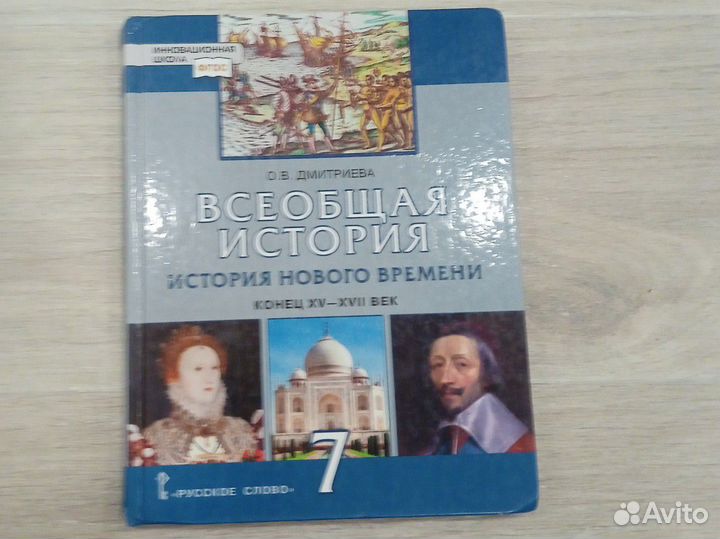 ИННОВАЦИОННАЯ
ШКОЛА
ФГОС
О.В. ДМИТРИЕВА
ВСЕОБЩАЯ
ИСТОРИЯ
ИСТОРИЯ НОВОГО ВРЕМЕНИ
КОНЕЦ XV–XVII ВЕК
7
«РУССКОЕ СЛОВО»
Avito